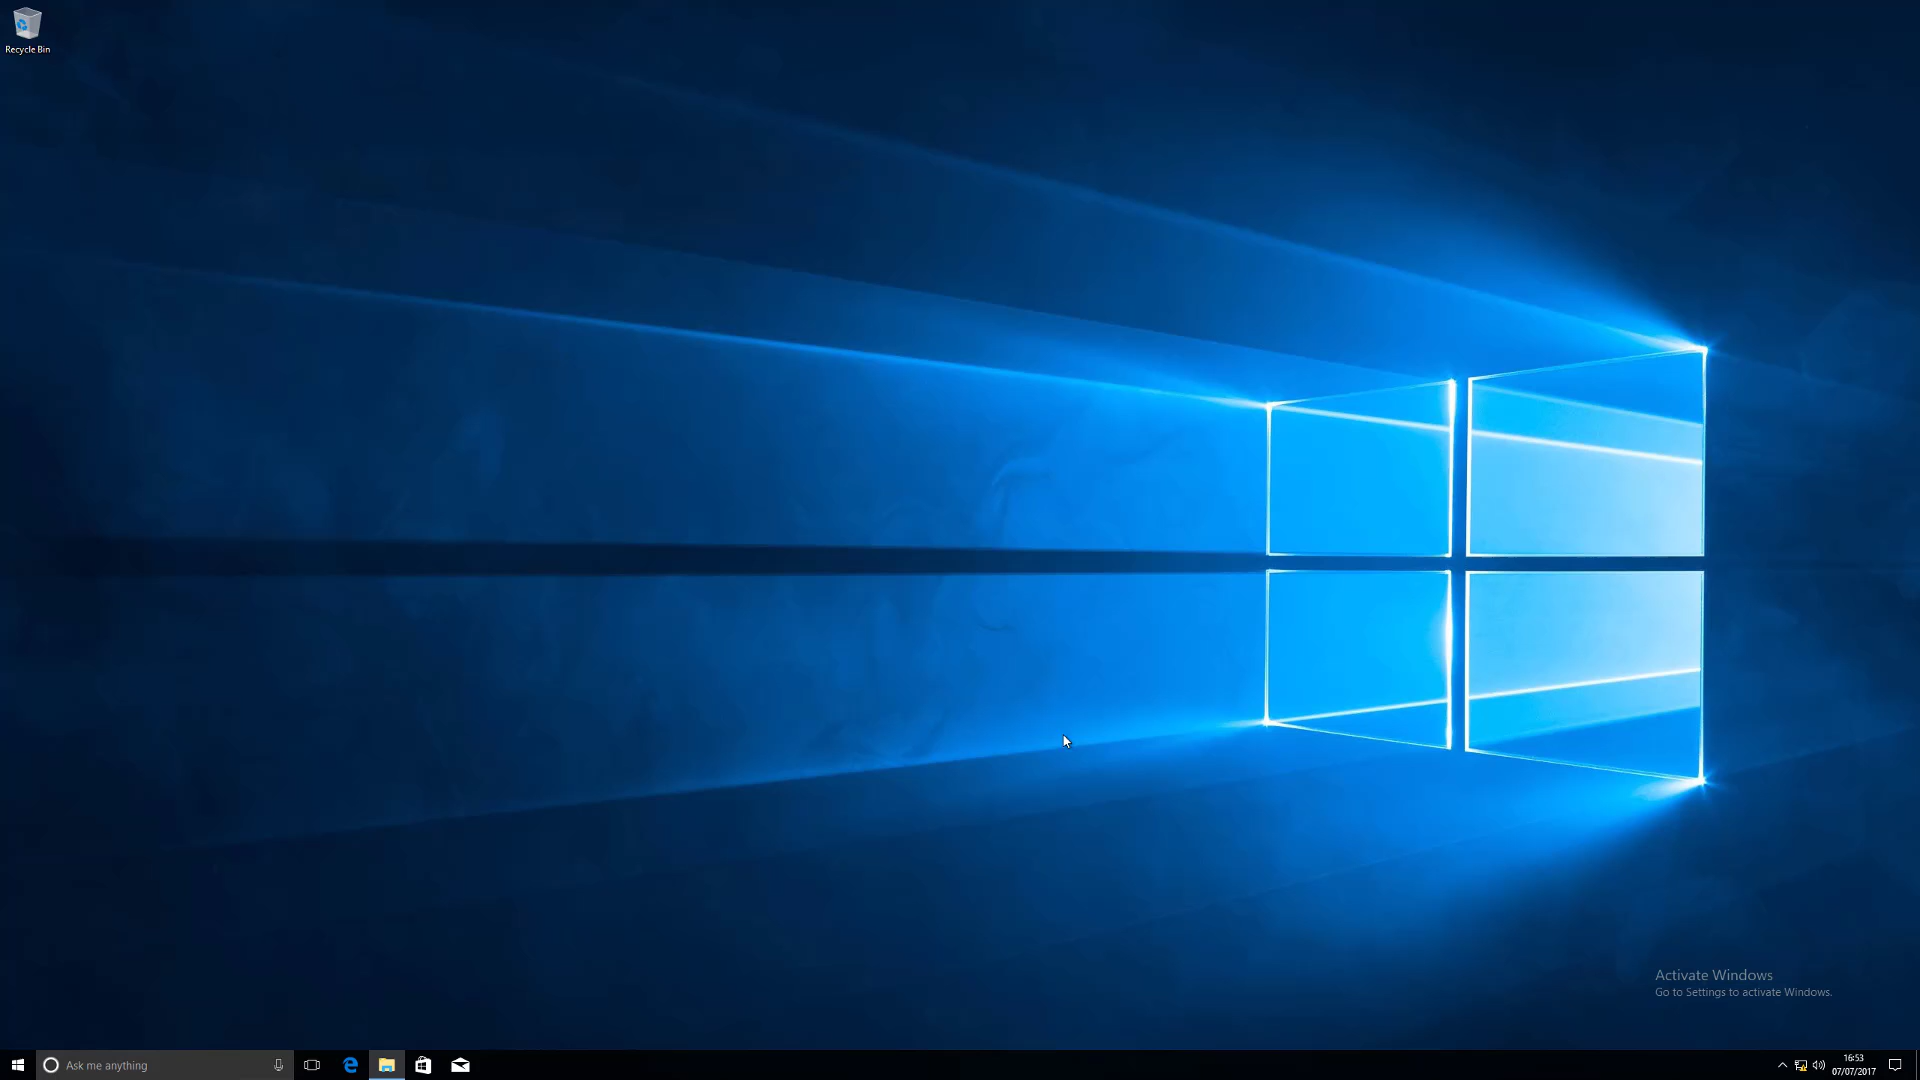 Recycle Bin
Activate Windows
Go to Settings to activate Windows.
Ask me anything
16:53
07/07/2017